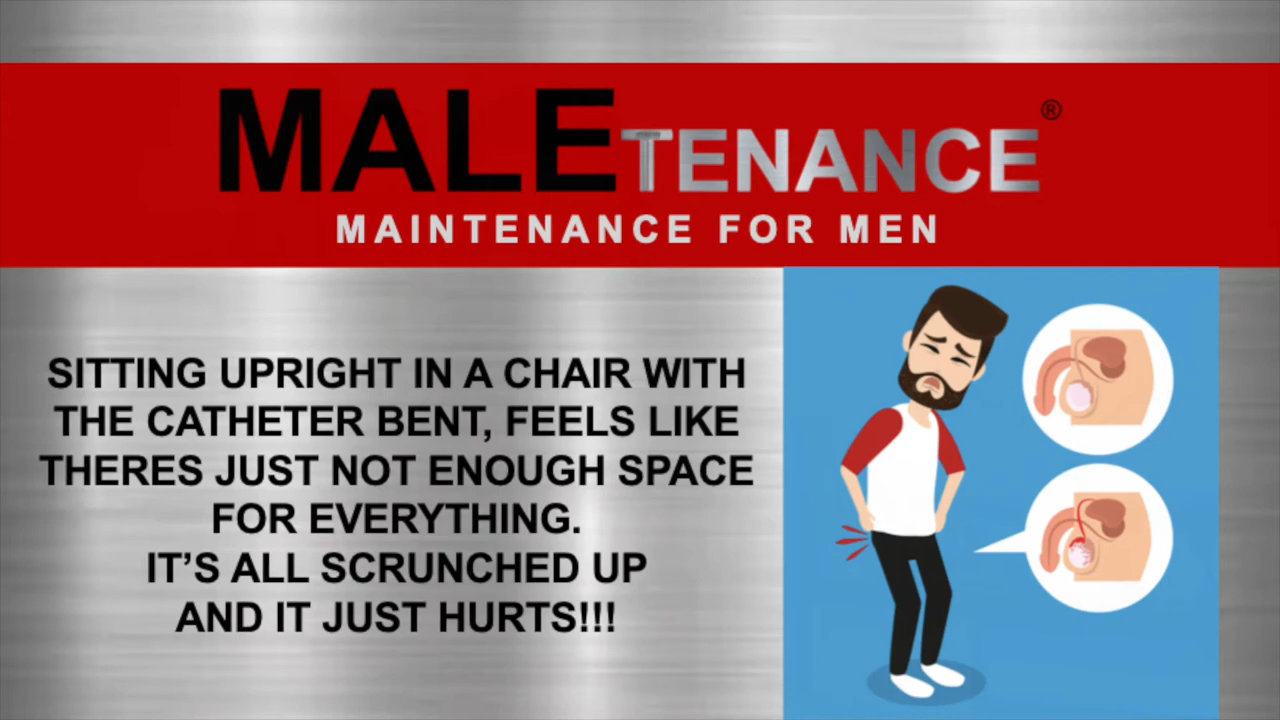 MALETENANCE®
MAINTENANCE FOR MEN
SITTING UPRIGHT IN A CHAIR WITH
THE CATHETER BENT, FEELS LIKE
THERES JUST NOT ENOUGH SPACE
FOR EVERYTHING.
IT’S ALL SCRUNCHED UP
AND IT JUST HURTS!!!